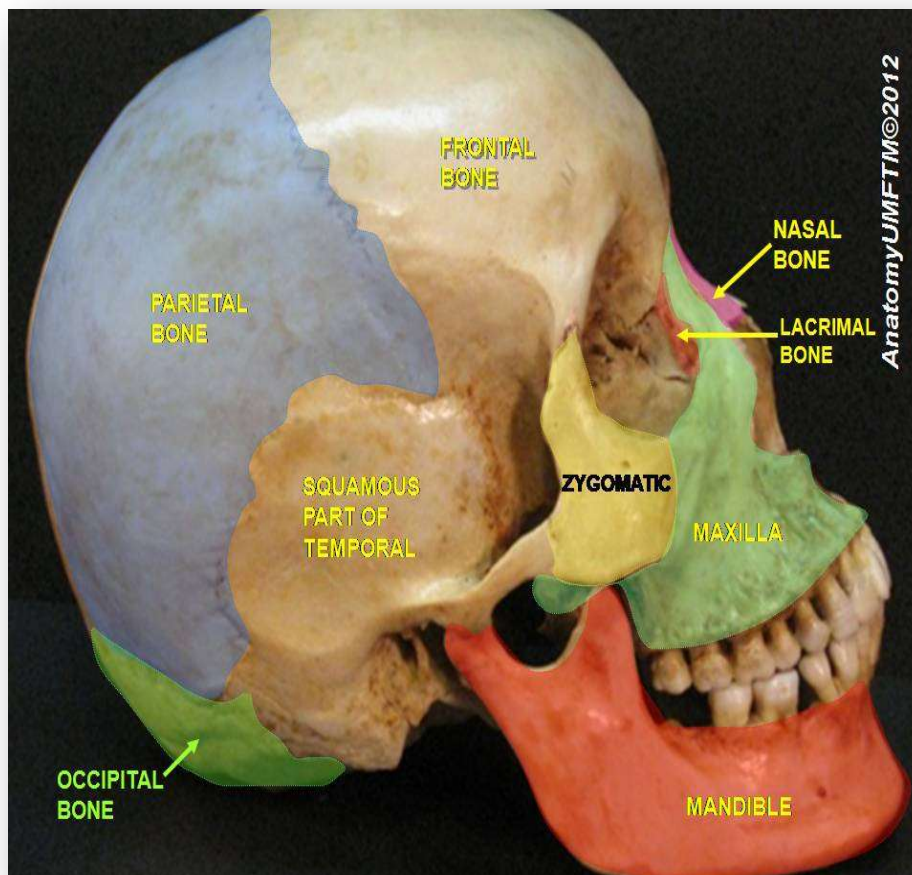 FRONTAL
BONE
NASAL
BONE
PARIETAL
BONE
LACRIMAL
BONE
SQUAMOUS
PART OF
TEMPORAL
ZYGOMATIC
MAXILLA
OCCIPITAL
BONE
MANDIBLE
AnatomyUMFTM©2012